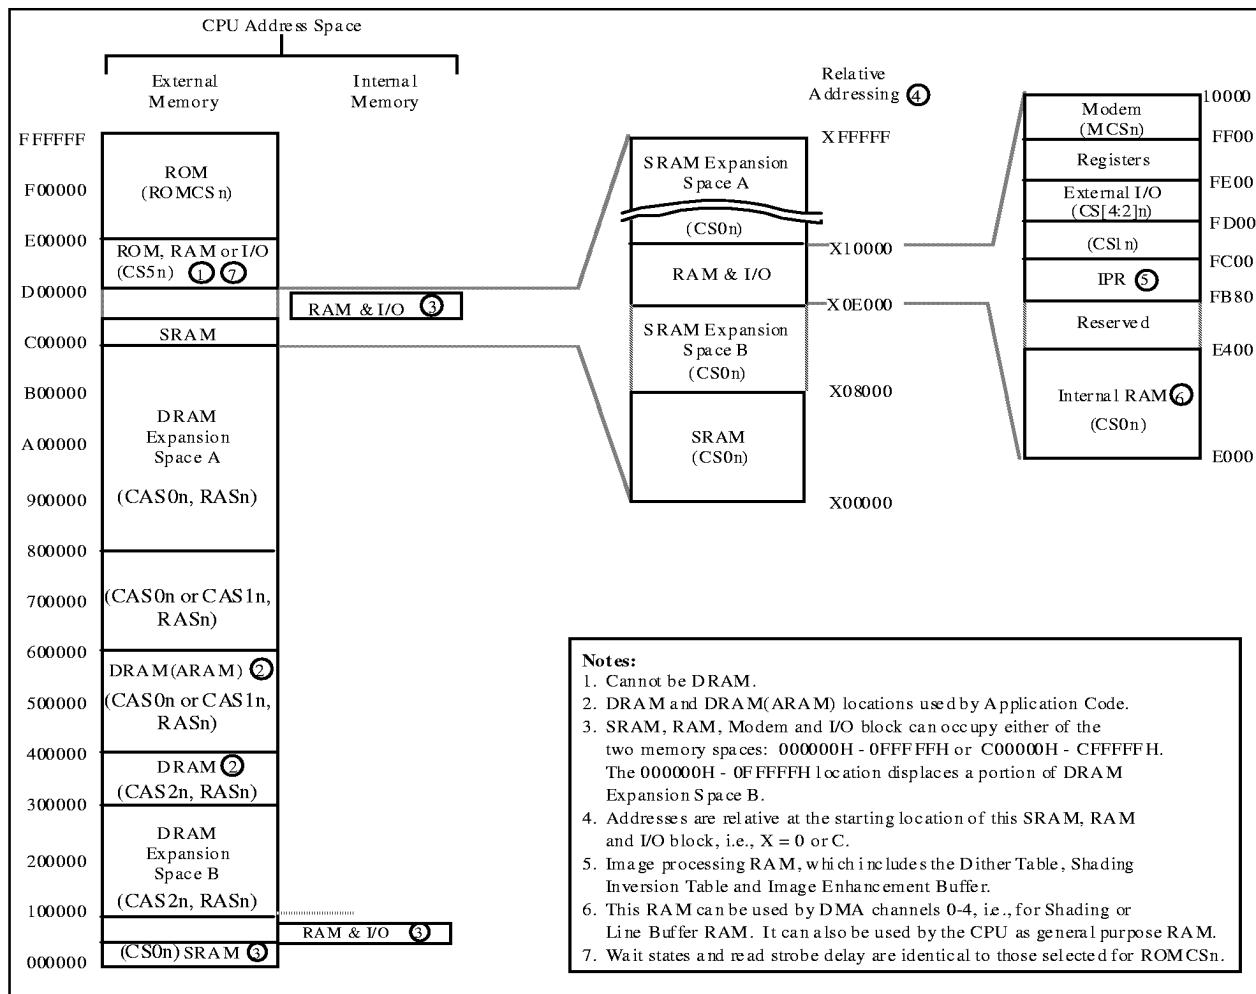 CPU Address Space
External
Memory
Internal
Memory
FFFFFF
F00000
E00000
D00000
C00000
B00000
A00000
900000
800000
700000
600000
500000
400000
300000
200000
100000
000000
ROM
(ROMCSn)
ROM, RAM or I/O
(CS5n) 1 7
SRAM
DRAM
Expansion
Space A
(CAS0n, RASn)
(CAS0n or CAS1n,
RASn)
DRAM(ARAM) 2
(CAS0n or CAS1n,
RASn)
DRAM 2
(CAS2n, RASn)
DRAM
Expansion
Space B
(CAS2n, RASn)
(CS0n) SRAM 3
RAM & I/O 3
RAM & I/O 3
Relative
Addressing 4
SRAM Expansion
Space A
(CS0n)
RAM & I/O
SRAM Expansion
Space B
(CS0n)
SRAM
(CS0n)
XFFFFF
X10000
X0E000
X08000
X00000
Modem
(MCSn)
Registers
External I/O
(CS[4:2]n)
(CS1n)
IPR 5
Reserved
Internal RAM 6
(CS0n)
10000
FF00
FE00
FD00
FC00
FB80
E400
E000
Notes:
1. Cannot be DRAM.
2. DRAM and DRAM(ARAM) locations used by Application Code.
3. SRAM, RAM, Modem and I/O block can occupy either of the
two memory spaces: 000000H - 0FFFFFH or C00000H - CFFFFFH.
The 000000H - 0FFFFFH location displaces a portion of DRAM
Expansion Space B.
4. Addresses are relative at the starting location of this SRAM, RAM
and I/O block, i.e., X = 0 or C.
5. Image processing RAM, which includes the Dither Table, Shading
Inversion Table and Image Enhancement Buffer.
6. This RAM can be used by DMA channels 0-4, i.e., for Shading or
Line Buffer RAM. It can also be used by the CPU as general purpose RAM.
7. Wait states and read strobe delay are identical to those selected for ROMCSn.